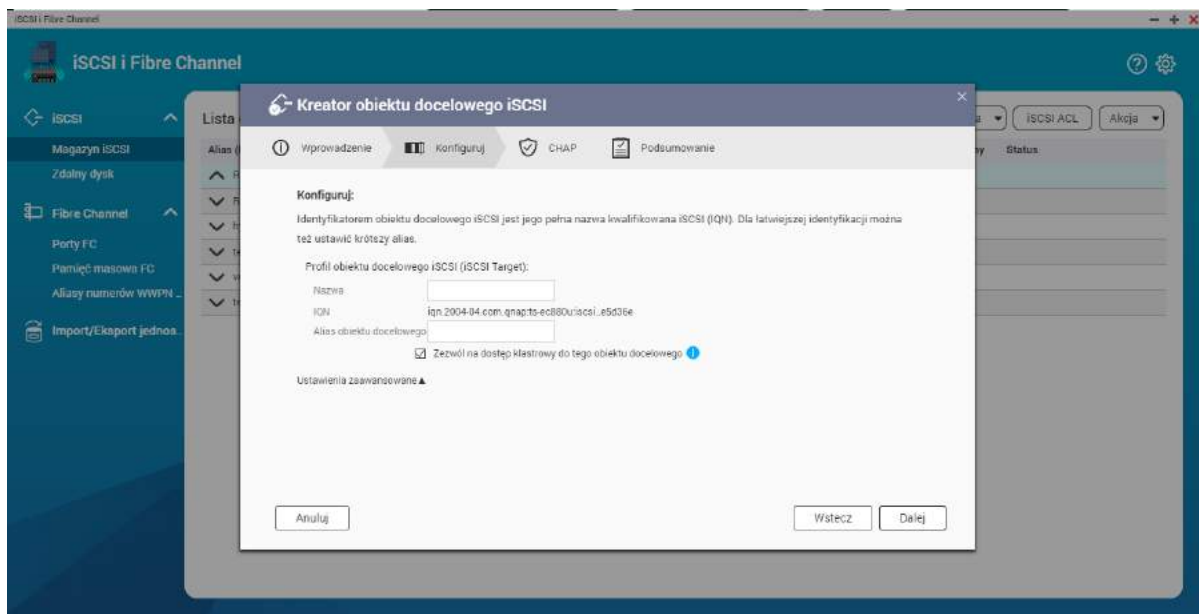 iSCSI i Fibre Channel
iSCSI i Fibre Channel
iSCSI
Magazyn iSCSI
Zdalny dysk
Fibre Channel
Porty FC
Pamięć masowa FC
Aliasy numerów WWPN ...
Import/Eksport jednos...
Lista
iSCSI ACL
Akcja
Alias
Status
Kreator obiektu docelowego iSCSI
Wprowadzenie
Konfiguruj
CHAP
Podsumowanie
Konfiguruj:
Identyfikatorem obiektu docelowego iSCSI jest jego pełna nazwa kwalifikowana iSCSI (IQN). Dla łatwiejszej identyfikacji można
też ustawić krótszy alias.
Profil obiektu docelowego iSCSI (iSCSI Target):
Nazwa
IQN iqn.2004-04.com.qnap:ts-ec880u:iscsi..e5d36e
Alias obiektu docelowego
Zezwól na dostęp klastrowy do tego obiektu docelowego
Ustawienia zaawansowane
Anuluj
Wstecz
Dalej